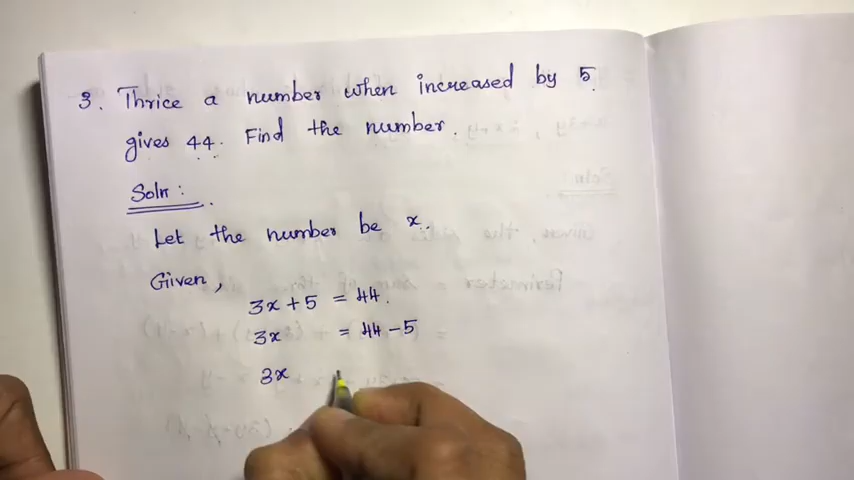 3. Thrice a number when increased by 5
gives 44. Find the number.
Soln:
Let the number be x.
Given,
3x + 5 = 44.
3x = 44 - 5
3x